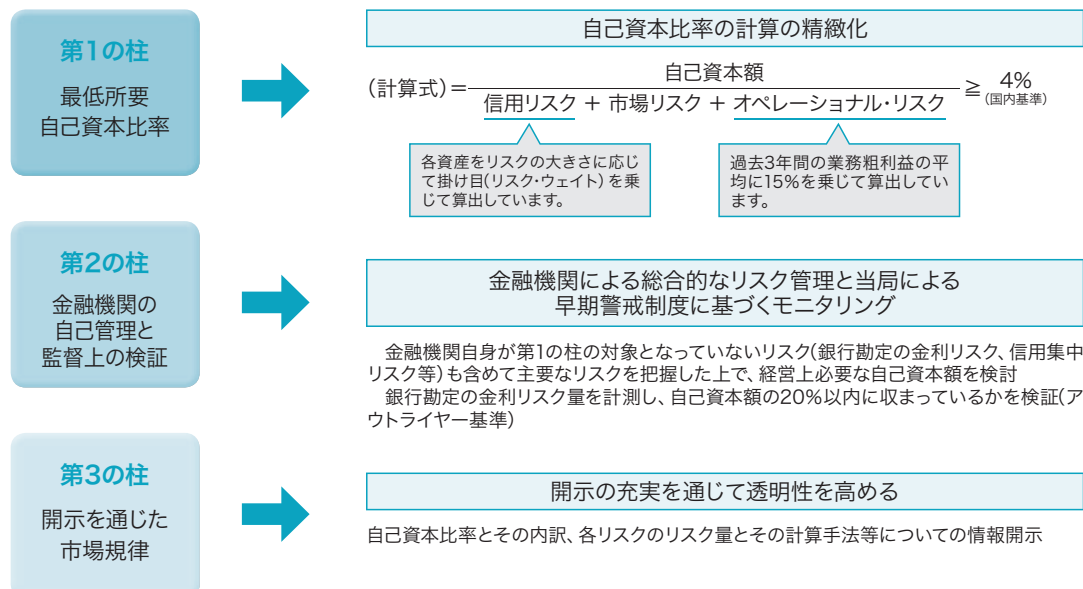 第1の柱
最低所要
自己資本比率
自己資本比率の計算の精緻化
(計算式)=
自己資本額
信用リスク + 市場リスク + オペレーショナル・リスク
≧ 4%
(国内基準)
各資産をリスクの大きさに応じ
て掛け目(リスク・ウェイト) を乗
じて算出しています。
過去3年間の業務粗利益の平
均に15%を乗じて算出してい
ます。
第2の柱
金融機関の
自己管理と
監督上の検証
金融機関による総合的なリスク管理と当局による
早期警戒制度に基づくモニタリング
金融機関自身が第1の柱の対象となっていないリスク(銀行勘定の金利リスク、信用集中
リスク等)も含めて主要なリスクを把握した上で、経営上必要な自己資本額を検討
銀行勘定の金利リスク量を計測し、自己資本額の20%以内に収まっているかを検証(ア
ウトライヤー基準)
第3の柱
開示を通じた
市場規律
開示の充実を通じて透明性を高める
自己資本比率とその内訳、各リスクのリスク量とその計算手法等についての情報開示